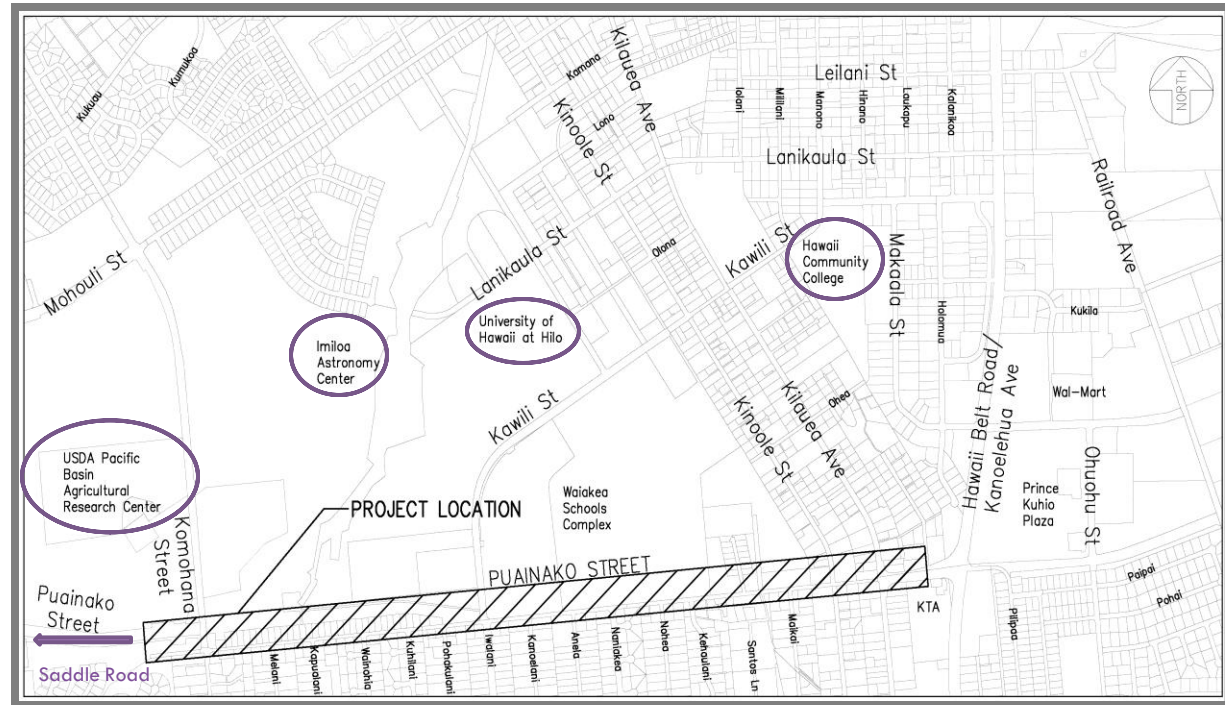 Kumukoa
Kukuau
Kamana
Kilauea Ave
Lono
Kinoole St
Leilani St
Iolani
Mililani
Manono
Hinano
Laukapu
Kalanikoa
NORTH
Lanikaula St
Railroad Ave
Olona
Kawili St
Hawaii
Community
College
Makaala St
Holomua
Mohouli St
Lanikaula St
University of
Hawaii at Hilo
Imiloa
Astronomy
Center
Kukila
Wal-Mart
Hawaii Belt Road/
Kanoelehua Ave
Kawili St
Kinoole St
Kilauea Ave
Ohea
USDA Pacific
Basin
Agricultural
Research Center
Komohana
Street
PROJECT LOCATION
Waiakea
Schools
Complex
Prince
Kuhio
Plaza
Ohuohu St
PUAINAKO STREET
Puainako
Street
Saddle Road
Melani
Kapualani
Wainohia
Kuhilani
Pohakulani
Iwalani
Kanoelani
Anela
Naniakea
Nohea
Kehaulani
Santos Ln
Maikai
KTA
Pilipaa
Paipai
Pohai